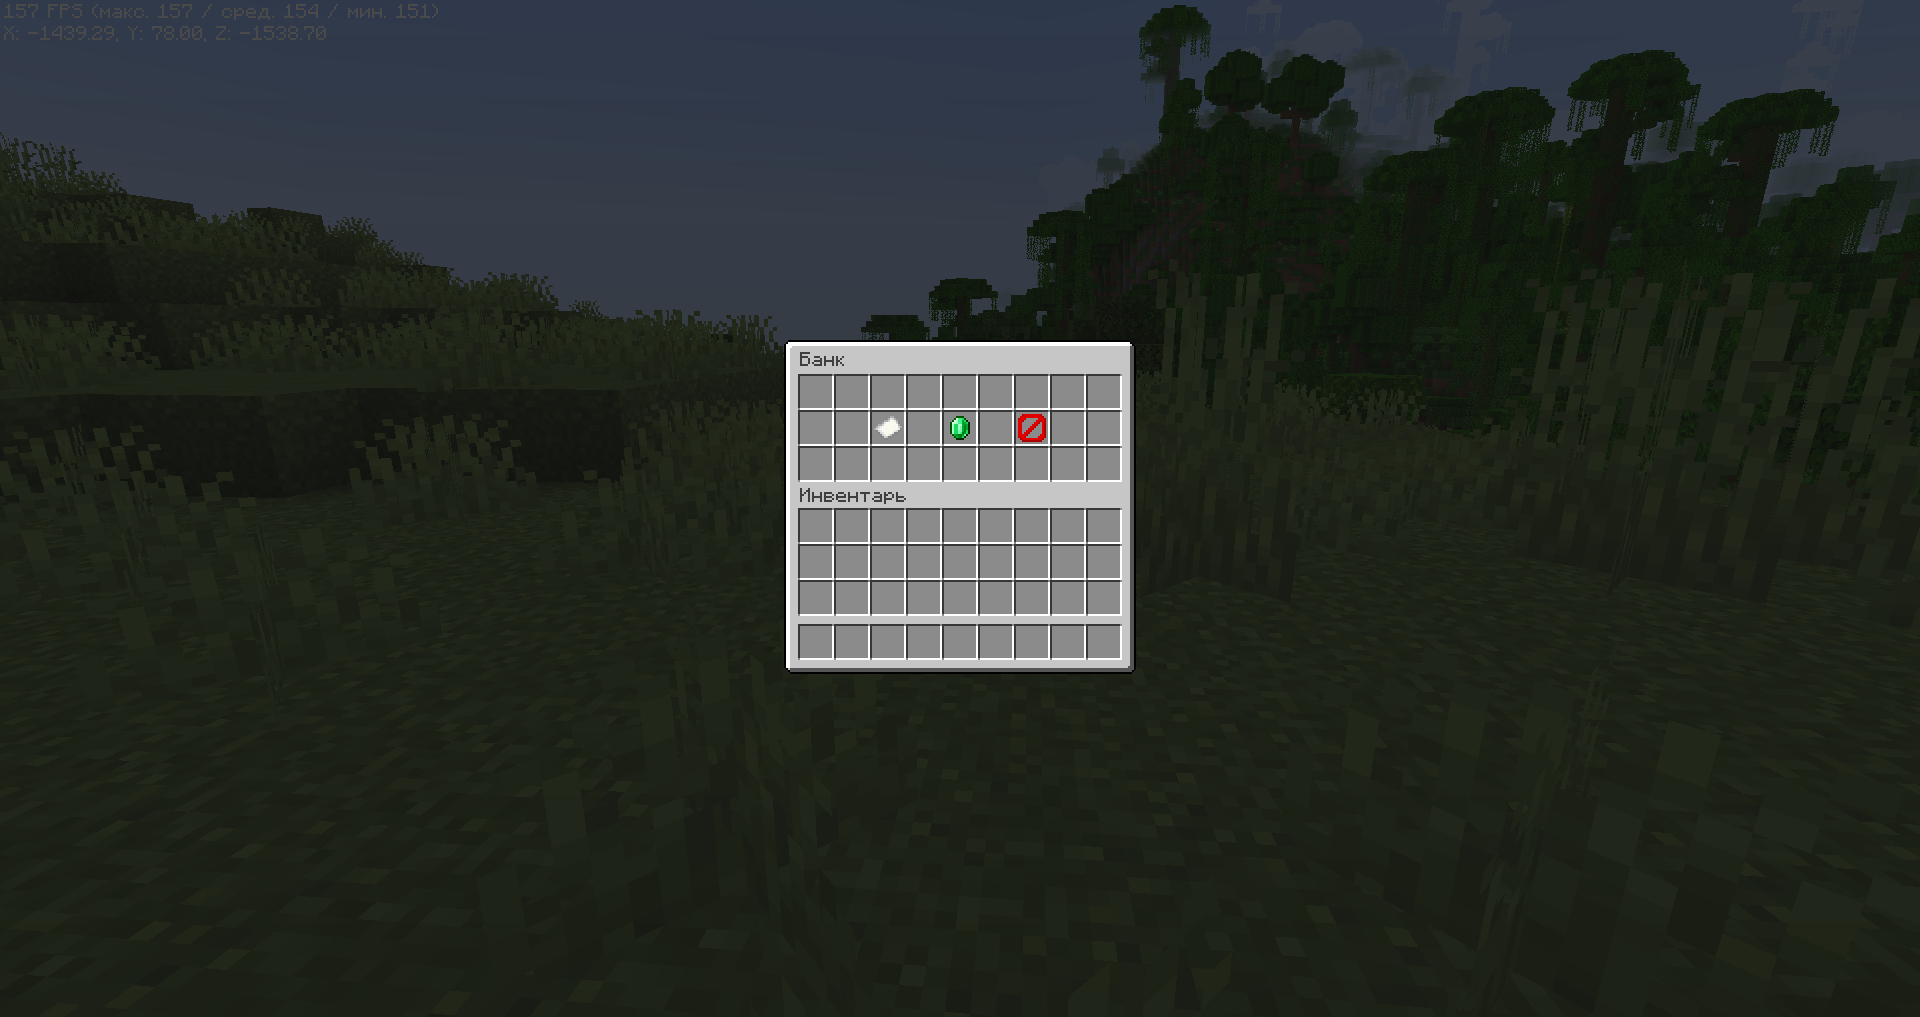 157 FPS (макс. 157 / сред. 154 / мин. 151)
X: -1439.29, Y: 78.00, Z: -1538.70
Банк
Инвентарь